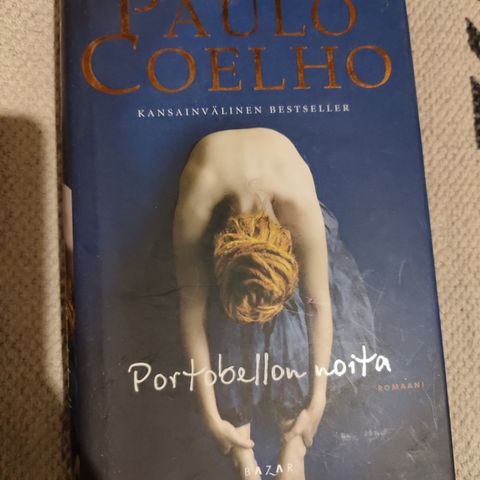 PAULO
COELHO
KANSAINVÄLINEN BESTSELLER
Portobellon noita
ROMAANI
BAZAR